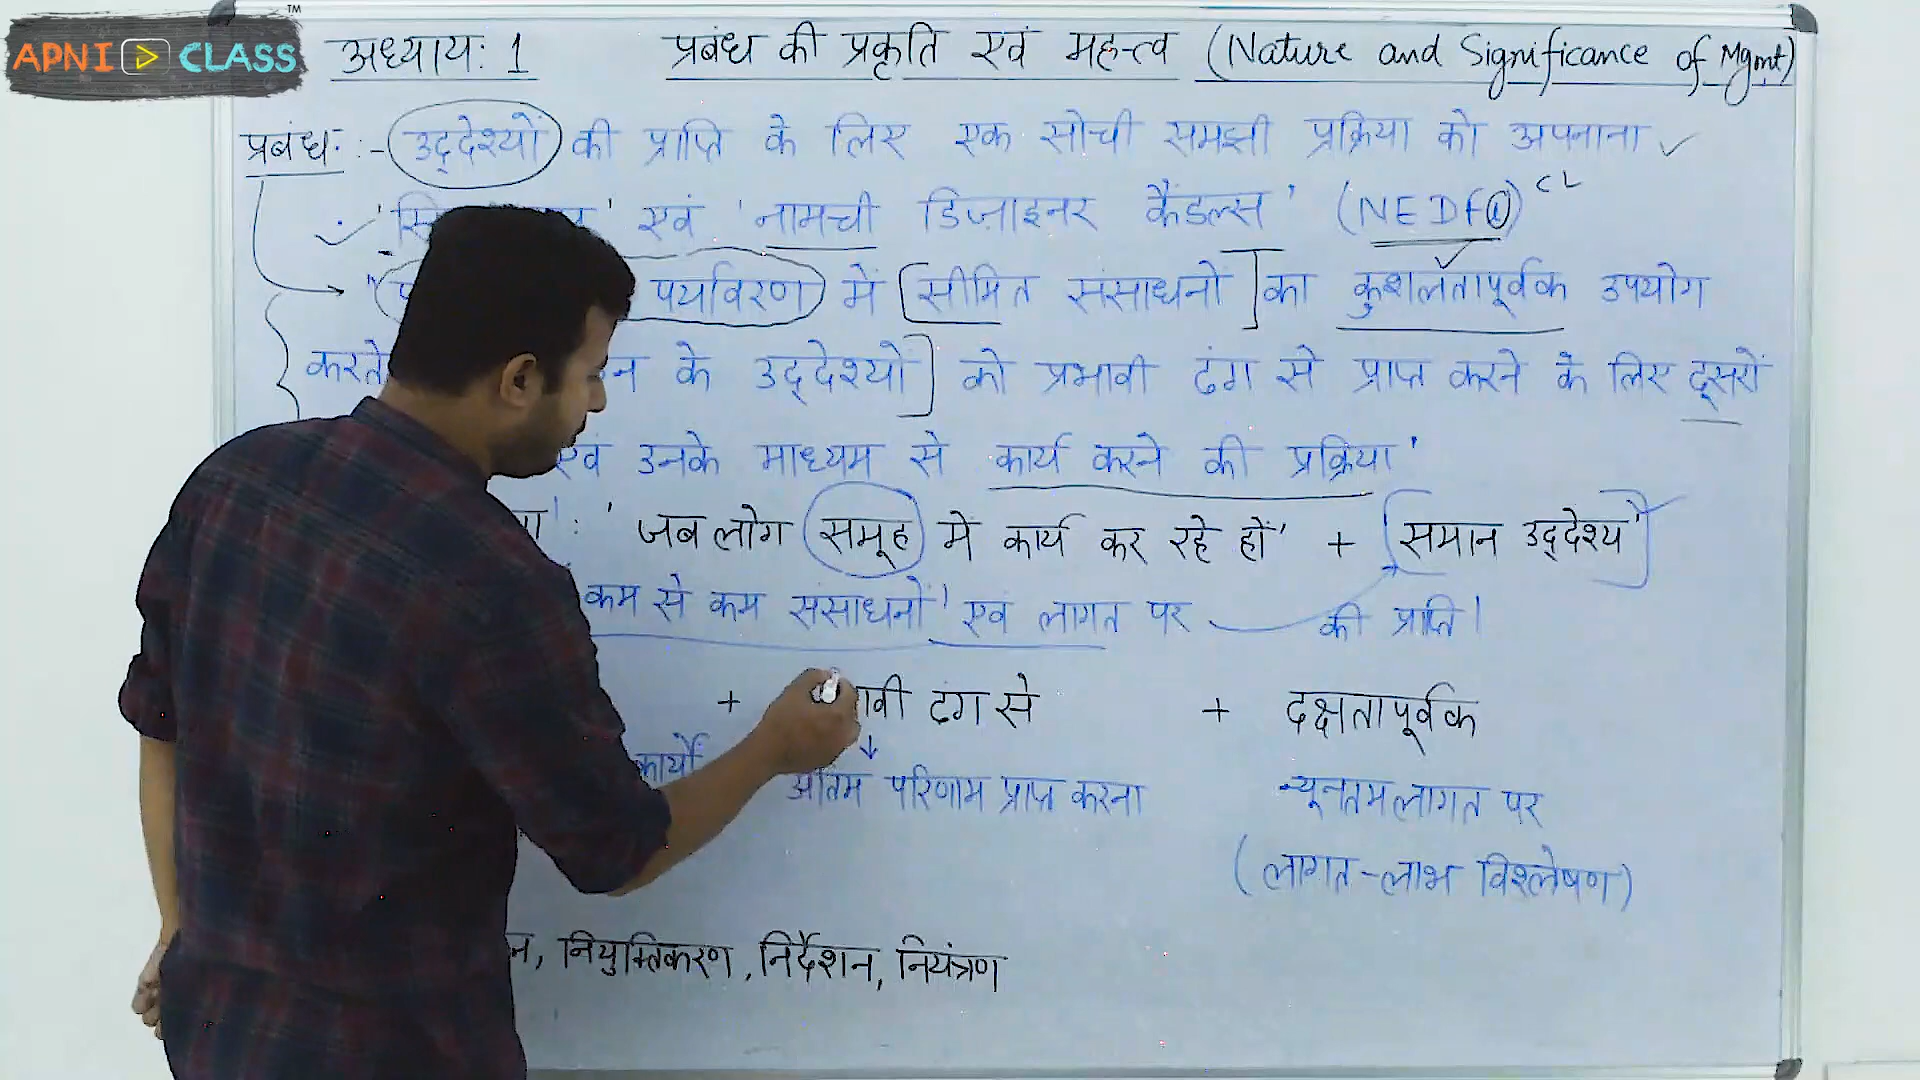 APNI CLASS TM
अध्यायः 1 प्रबंध की प्रकृति एवं महत्त्व (Nature and Significance of Mgmt)
प्रबंधः :- उद्देश्यों की प्राप्ति के लिए एक सोची समझी प्रक्रिया को अपनाना ✓
एवं 'नामची डिज़ाइनर कैंडल्स' (NEDFi) CL
पर्यावरण में [सीमित संसाधनों] का कुशलतापूर्वक उपयोग
करते के उद्देश्यों] को प्रभावी ढंग से प्राप्त करने के लिए दूसरों
एवं उनके माध्यम से कार्य करने की प्रक्रिया'
: 'जब लोग समूह में कार्य कर रहे हों' + [समान उद्देश्य]
कम से कम संसाधनों' एवं लागत पर की प्राप्ति।
+ ढंग से + दक्षतापूर्वक
कार्यों अंतिम परिणाम प्राप्त करना न्यूनतम लागत पर
(लागत-लाभ विश्लेषण)
न, नियुक्तिकरण, निर्देशन, नियंत्रण